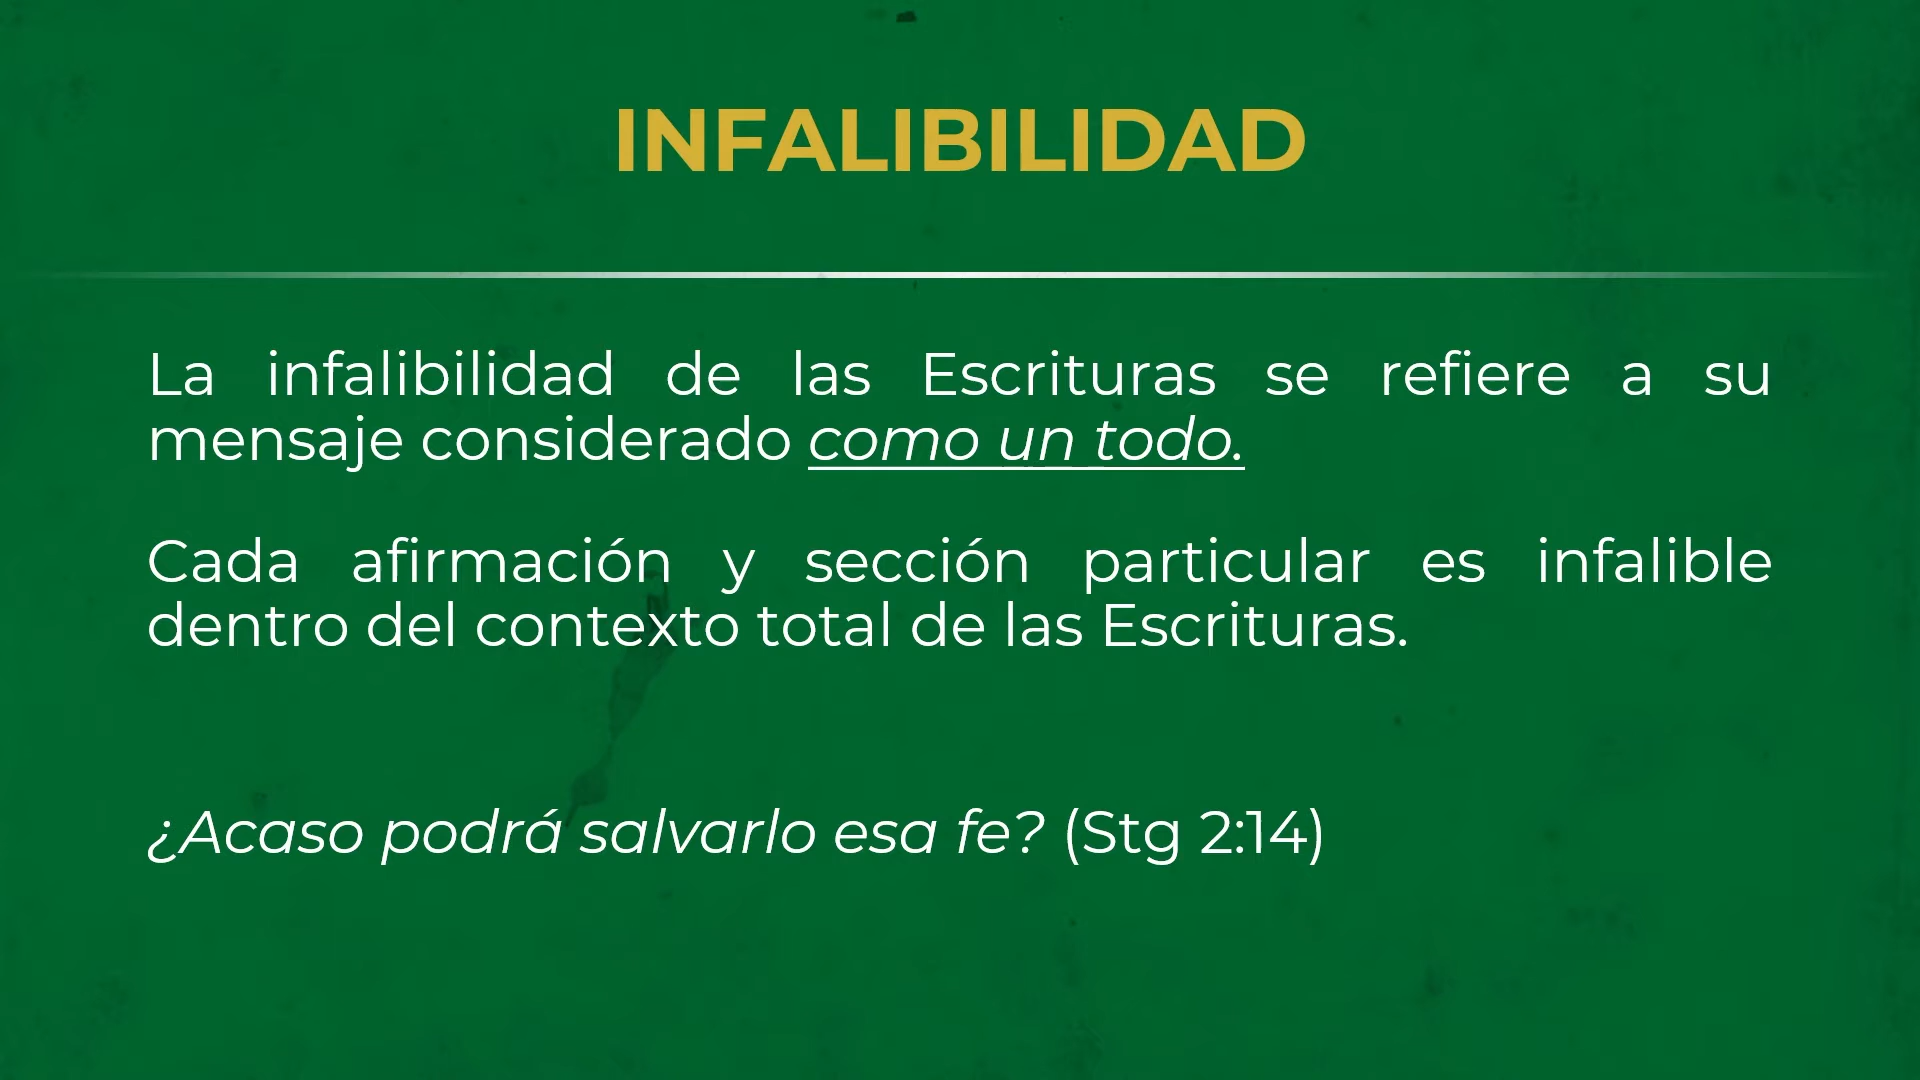 INFALIBILIDAD
La infalibilidad de las Escrituras se refiere a su
mensaje considerado como un todo.
Cada afirmación y sección particular es infalible
dentro del contexto total de las Escrituras.
¿Acaso podrá salvarlo esa fe? (Stg 2:14)